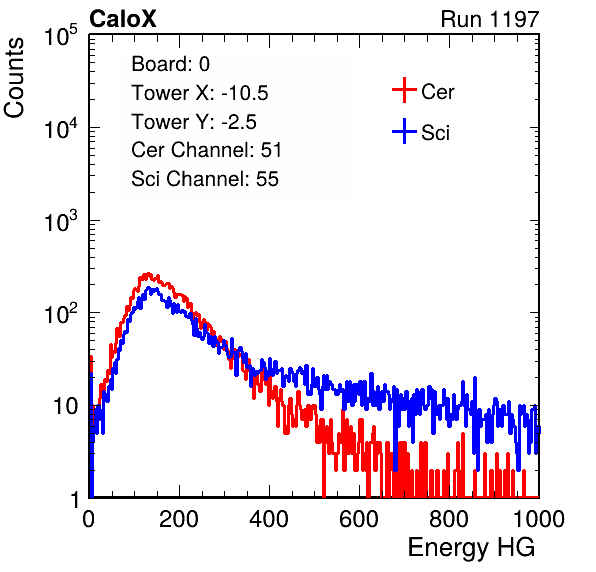 CaloX Run 1197
Counts
10^5
10^4
10^3
10^2
10
1
Board: 0
Tower X: -10.5
Tower Y: -2.5
Cer Channel: 51
Sci Channel: 55
Cer
Sci
0 200 400 600 800 1000
Energy HG